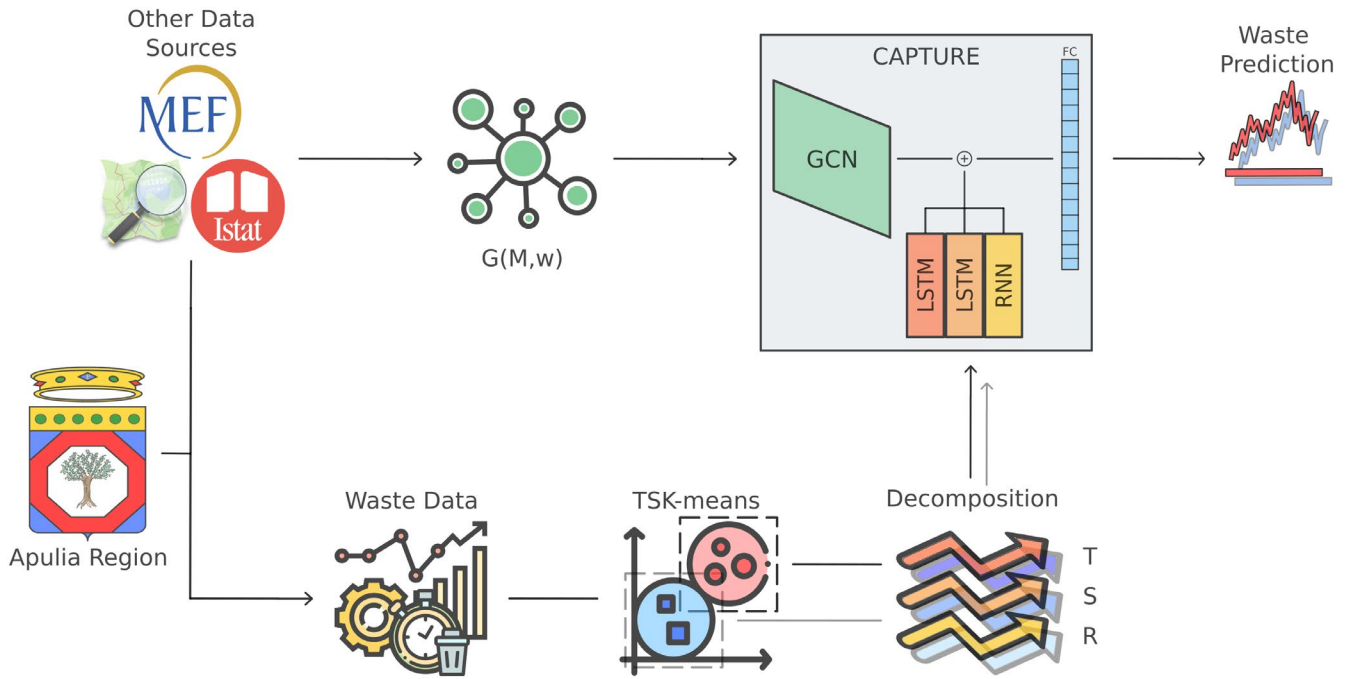 Other Data
Sources
MEF
Istat
G(M,w)
CAPTURE
GCN
LSTM
LSTM
RNN
FC
Waste
Prediction
Apulia Region
Waste Data
TSK-means
Decomposition
T
S
R